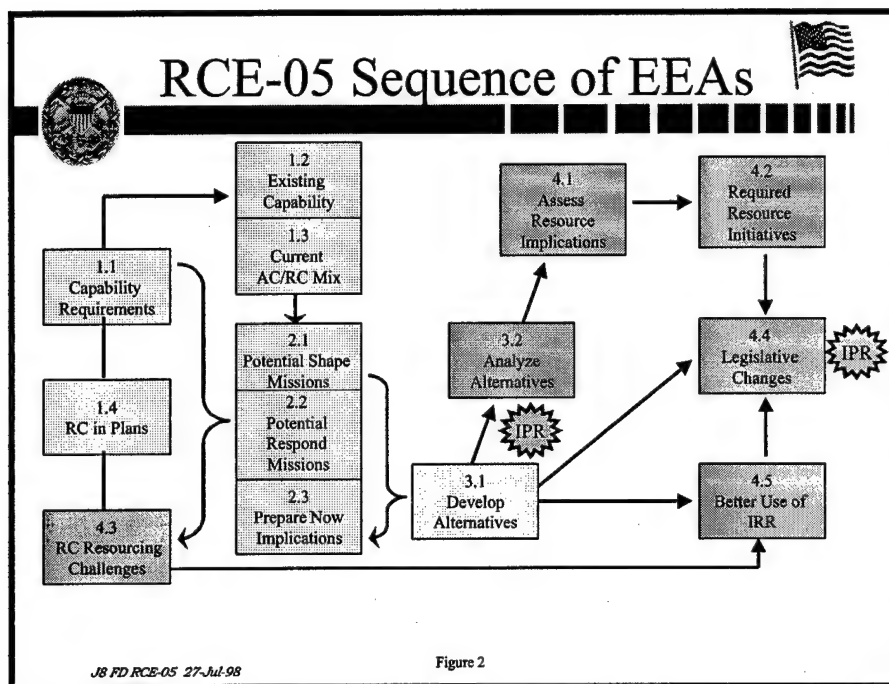 RCE-05 Sequence of EEAs
1.2
Existing
Capability
1.3
Current
AC/RC Mix
1.1
Capability
Requirements
1.4
RC in Plans
4.3
RC Resourcing
Challenges
2.1
Potential Shape
Missions
2.2
Potential
Respond
Missions
2.3
Prepare Now
Implications
3.1
Develop
Alternatives
3.2
Analyze
Alternatives
IPR
4.1
Assess
Resource
Implications
4.2
Required
Resource
Initiatives
4.4
Legislative
Changes
IPR
4.5
Better Use of
IRR
J8 FD RCE-05 27-Jul-98
Figure 2